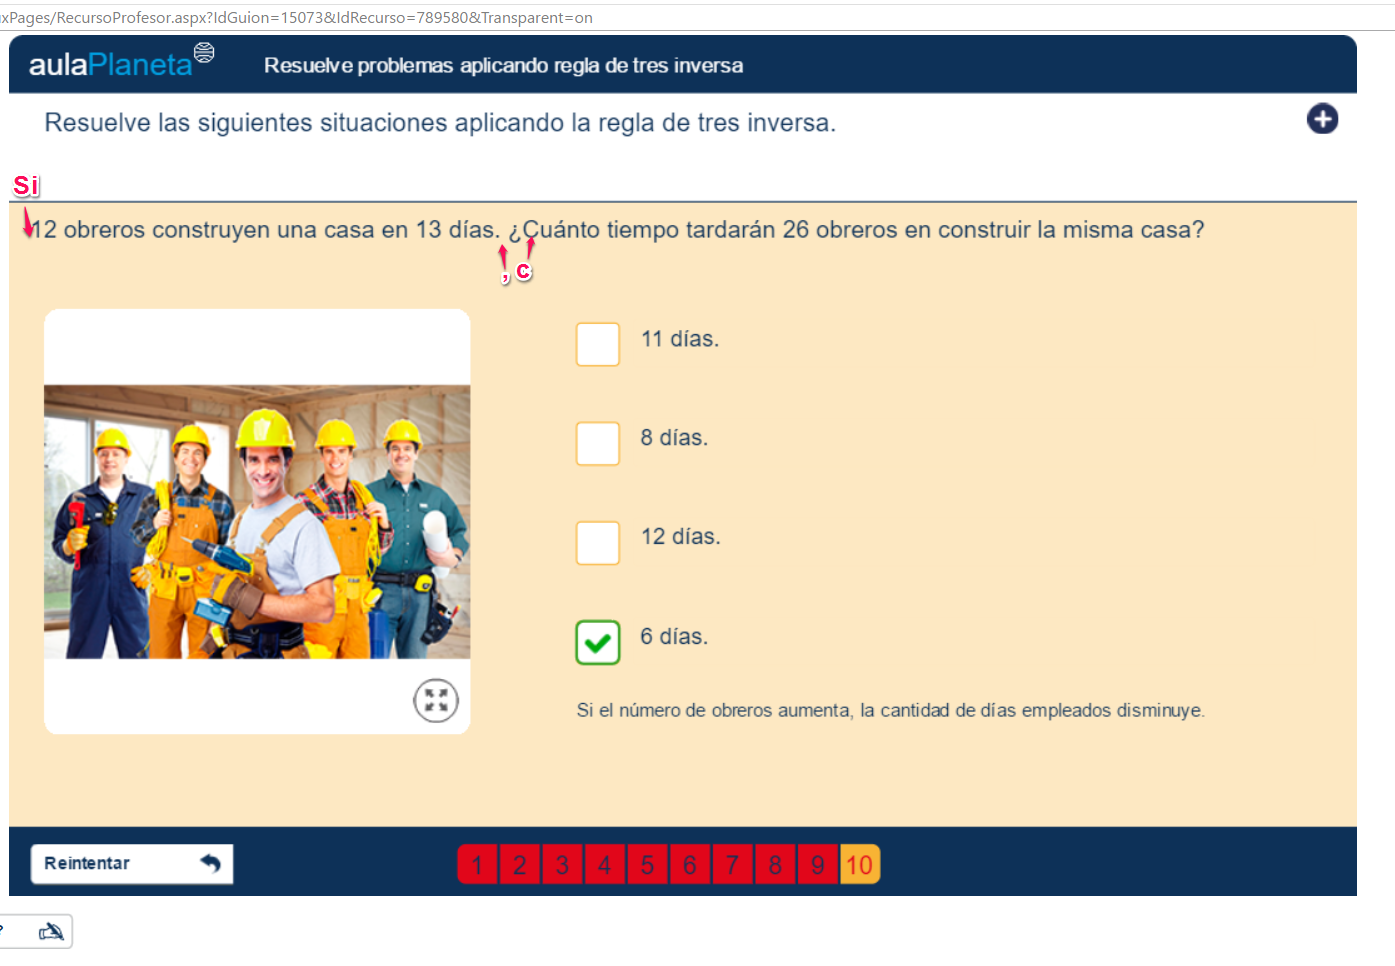 xPages/RecursoProfesor.aspx?IdGuion=15073&IdRecurso=789580&Transparent=on
aulaPlaneta
Resuelve problemas aplicando regla de tres inversa
Resuelve las siguientes situaciones aplicando la regla de tres inversa.
Si
12 obreros construyen una casa en 13 días. ¿Cuánto tiempo tardarán 26 obreros en construir la misma casa?
, c
11 días.
8 días.
12 días.
6 días.
Si el número de obreros aumenta, la cantidad de días empleados disminuye.
Reintentar
1 2 3 4 5 6 7 8 9 10
?